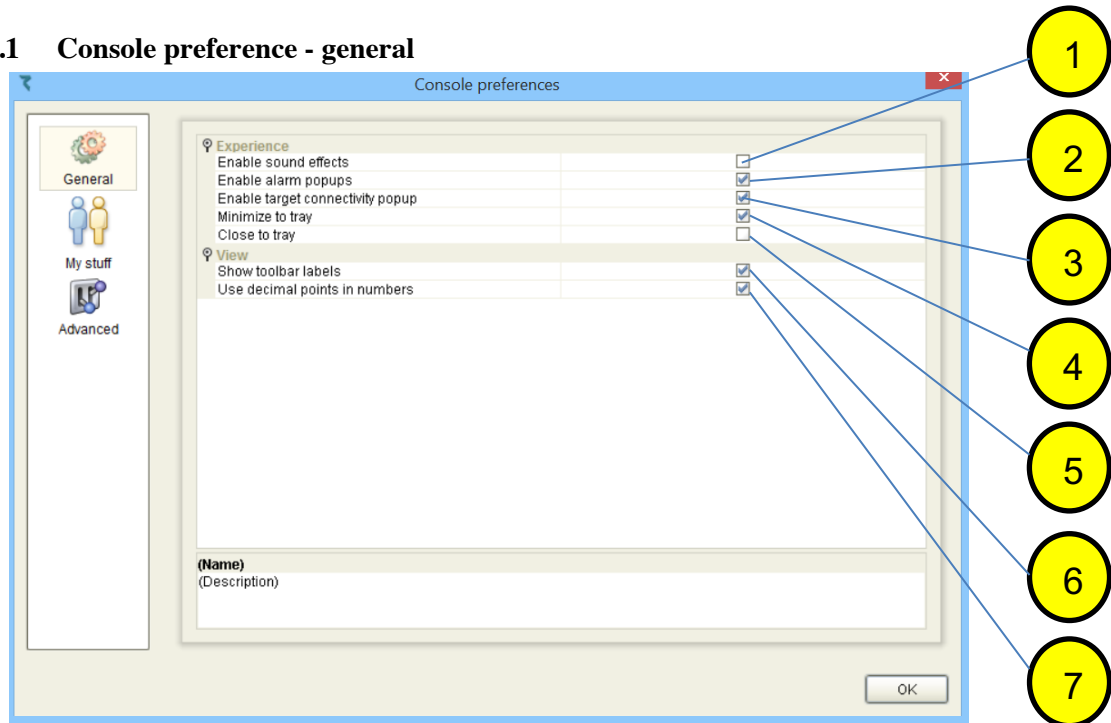 .1 Console preference - general
Console preferences
General
My stuff
Advanced
Experience
Enable sound effects
Enable alarm popups
Enable target connectivity popup
Minimize to tray
Close to tray
View
Show toolbar labels
Use decimal points in numbers
(Name)
(Description)
OK
1
2
3
4
5
6
7